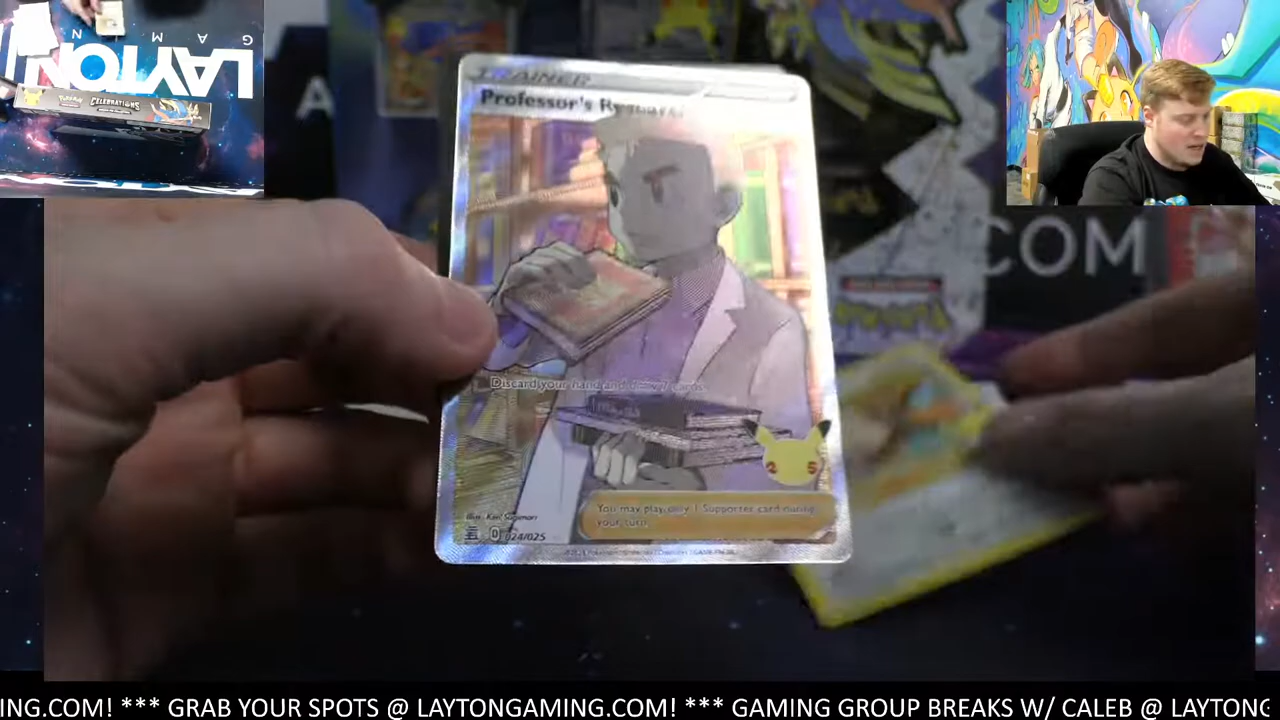 LAYTON
CELEBRATIONS
TRAINER
Professor's Research
Discard your hand and draw 7 cards.
25
You may play only 1 Supporter card during
your turn.
Illus. Ken Sugimori
D 024/025
COM
ING.COM! *** GRAB YOUR SPOTS @ LAYTONGAMING.COM! *** GAMING GROUP BREAKS W/ CALEB @ LAYTONG